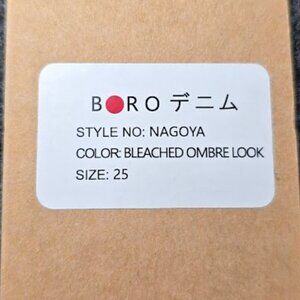 BORO デニム
STYLE NO: NAGOYA
COLOR: BLEACHED OMBRE LOOK
SIZE: 25